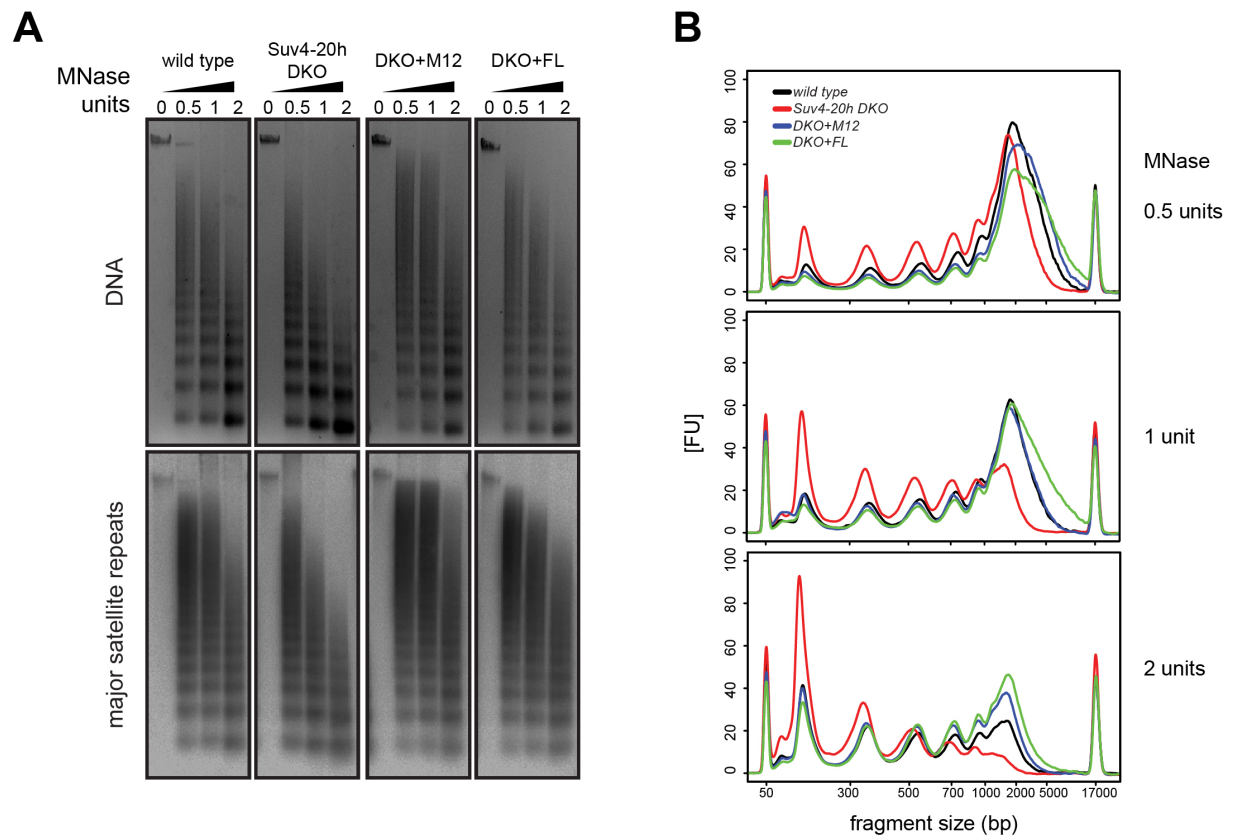 A
wild type
Suv4-20h
DKO
DKO+M12
DKO+FL
MNase
units
0 0.5 1 2
0 0.5 1 2
0 0.5 1 2
0 0.5 1 2
DNA
major satellite repeats
B
wild type
Suv4-20h DKO
DKO+M12
DKO+FL
0 20 40 60 80 100
MNase
0.5 units
[FU]
0 20 40 60 80 100
1 unit
0 20 40 60 80 100
2 units
50 300 500 700 1000 2000 5000 17000
fragment size (bp)